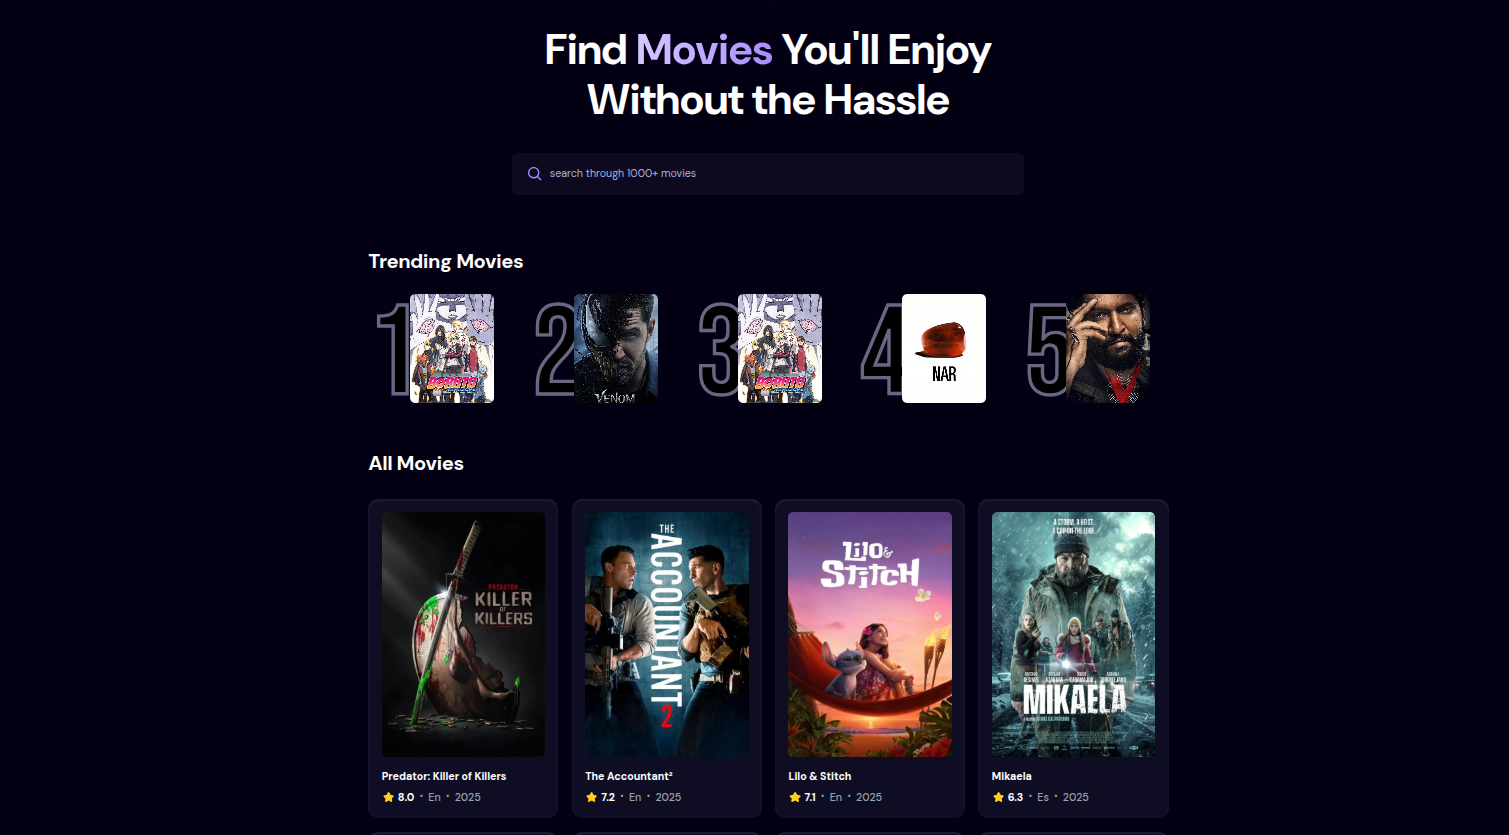 Find Movies You'll Enjoy
Without the Hassle
search through 1000+ movies
Trending Movies
1
BORUTO
2
VENOM
3
BORUTO
4
NAR
5
All Movies
PREDATOR
KILLER
OF
KILLERS
Predator: Killer of Killers
8.0 • En • 2025
THE
ACCOUNTANT
2
The Accountant²
7.2 • En • 2025
Lilo &
Stitch
Lilo & Stitch
7.1 • En • 2025
A STORM. A HEIST.
A COP ON THE EDGE.
MIKAELA
Mikaela
6.3 • Es • 2025